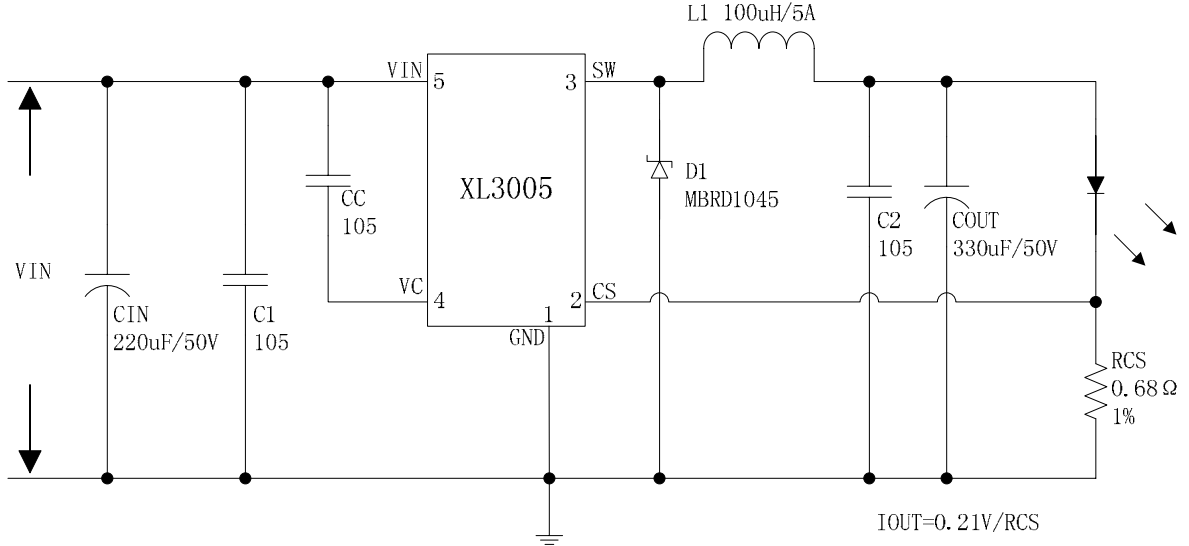 L1 100uH/5A
VIN
5
3
SW
XL3005
CC
105
D1
MBRD1045
C2
105
COUT
330uF/50V
VIN
VC
4
2
CS
CIN
220uF/50V
C1
105
1
GND
RCS
0.68Ω
1%
IOUT=0.21V/RCS